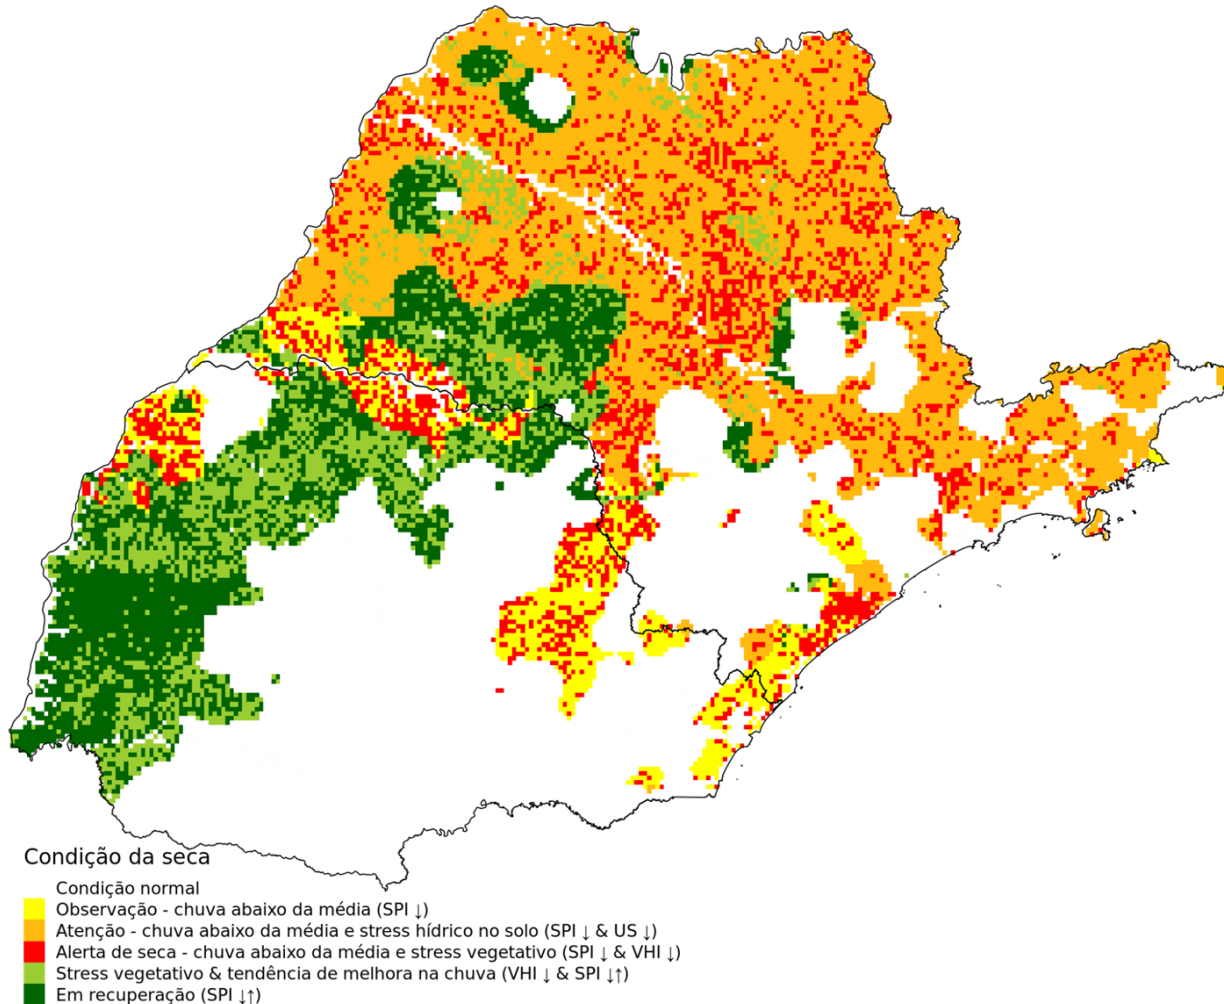 Condição da seca
Condição normal
Observação - chuva abaixo da média (SPI ↓)
Atenção - chuva abaixo da média e stress hídrico no solo (SPI ↓ & US ↓)
Alerta de seca - chuva abaixo da média e stress vegetativo (SPI ↓ & VHI ↓)
Stress vegetativo & tendência de melhora na chuva (VHI ↓ & SPI ↓↑)
Em recuperação (SPI ↓↑)